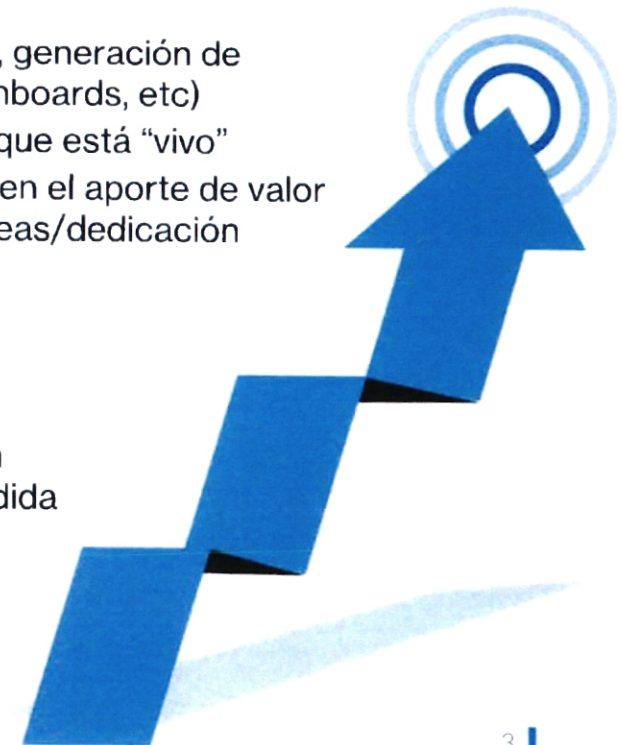 , generación de
nboards, etc)
que está “vivo”
en el aporte de valor
eas/dedicación
dida
3